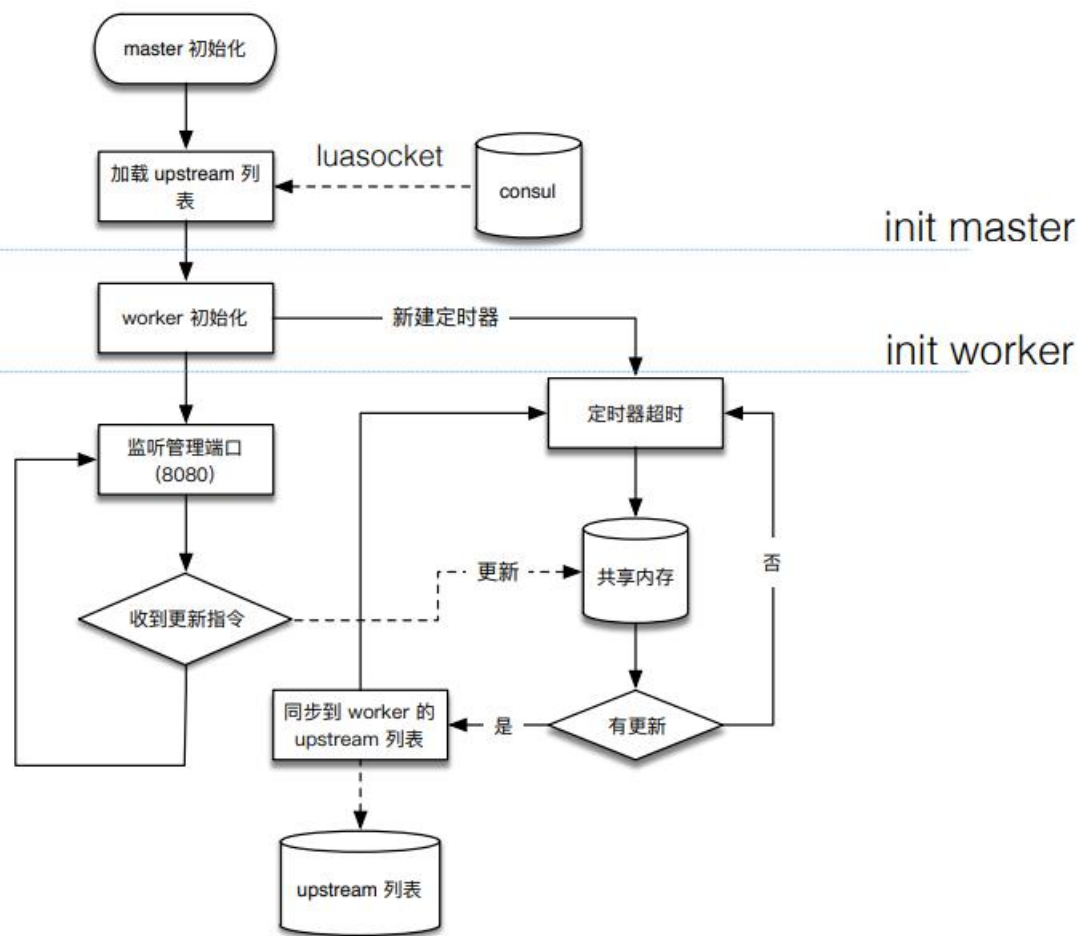 master 初始化
luasocket
加载 upstream 列
表
consul
init master
worker 初始化
新建定时器
init worker
定时器超时
监听管理端口
(8080)
更新
共享内存
否
收到更新指令
同步到 worker 的
upstream 列表
是
有更新
upstream 列表